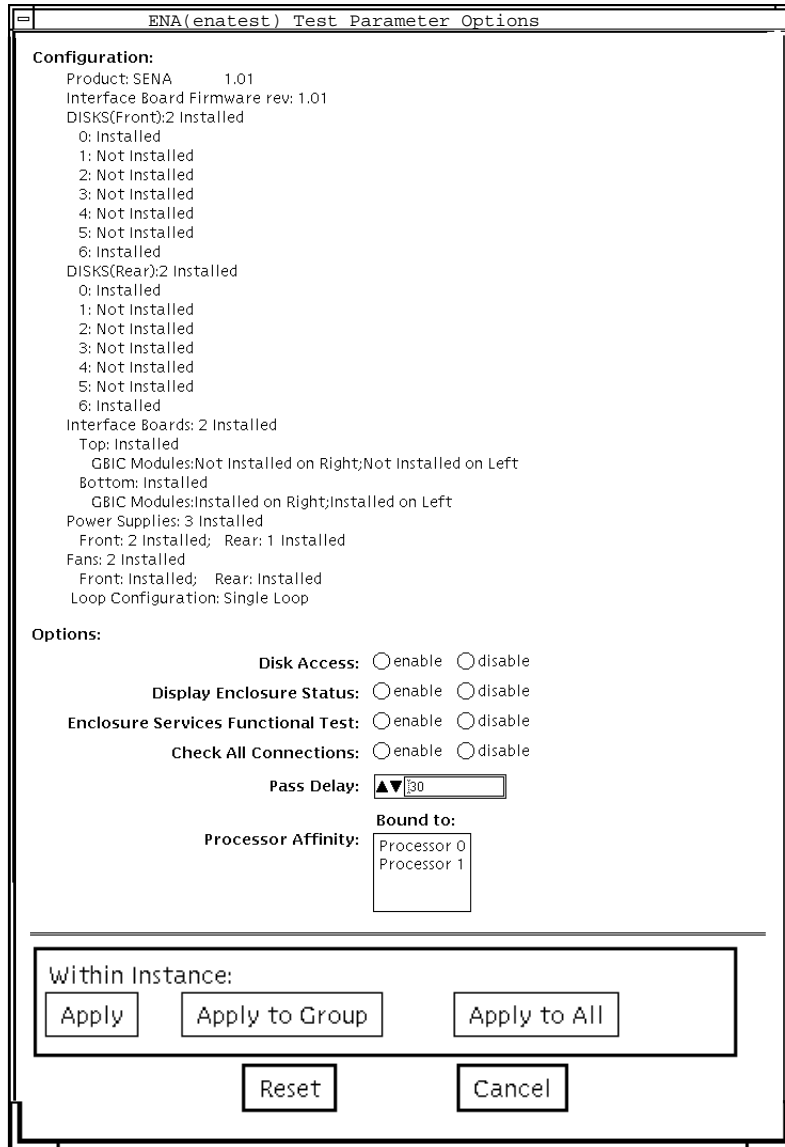 ENA(enatest) Test Parameter Options
Configuration:
Product: SENA 1.01
Interface Board Firmware rev: 1.01
DISKS(Front):2 Installed
0: Installed
1: Not Installed
2: Not Installed
3: Not Installed
4: Not Installed
5: Not Installed
6: Installed
DISKS(Rear):2 Installed
0: Installed
1: Not Installed
2: Not Installed
3: Not Installed
4: Not Installed
5: Not Installed
6: Installed
Interface Boards: 2 Installed
Top: Installed
GBIC Modules:Not Installed on Right;Not Installed on Left
Bottom: Installed
GBIC Modules:Installed on Right;Installed on Left
Power Supplies: 3 Installed
Front: 2 Installed; Rear: 1 Installed
Fans: 2 Installed
Front: Installed; Rear: Installed
Loop Configuration: Single Loop
Options:
Disk Access: enable disable
Display Enclosure Status: enable disable
Enclosure Services Functional Test: enable disable
Check All Connections: enable disable
Pass Delay: 30
Bound to:
Processor Affinity:
Processor 0
Processor 1
Within Instance:
Apply Apply to Group Apply to All
Reset Cancel